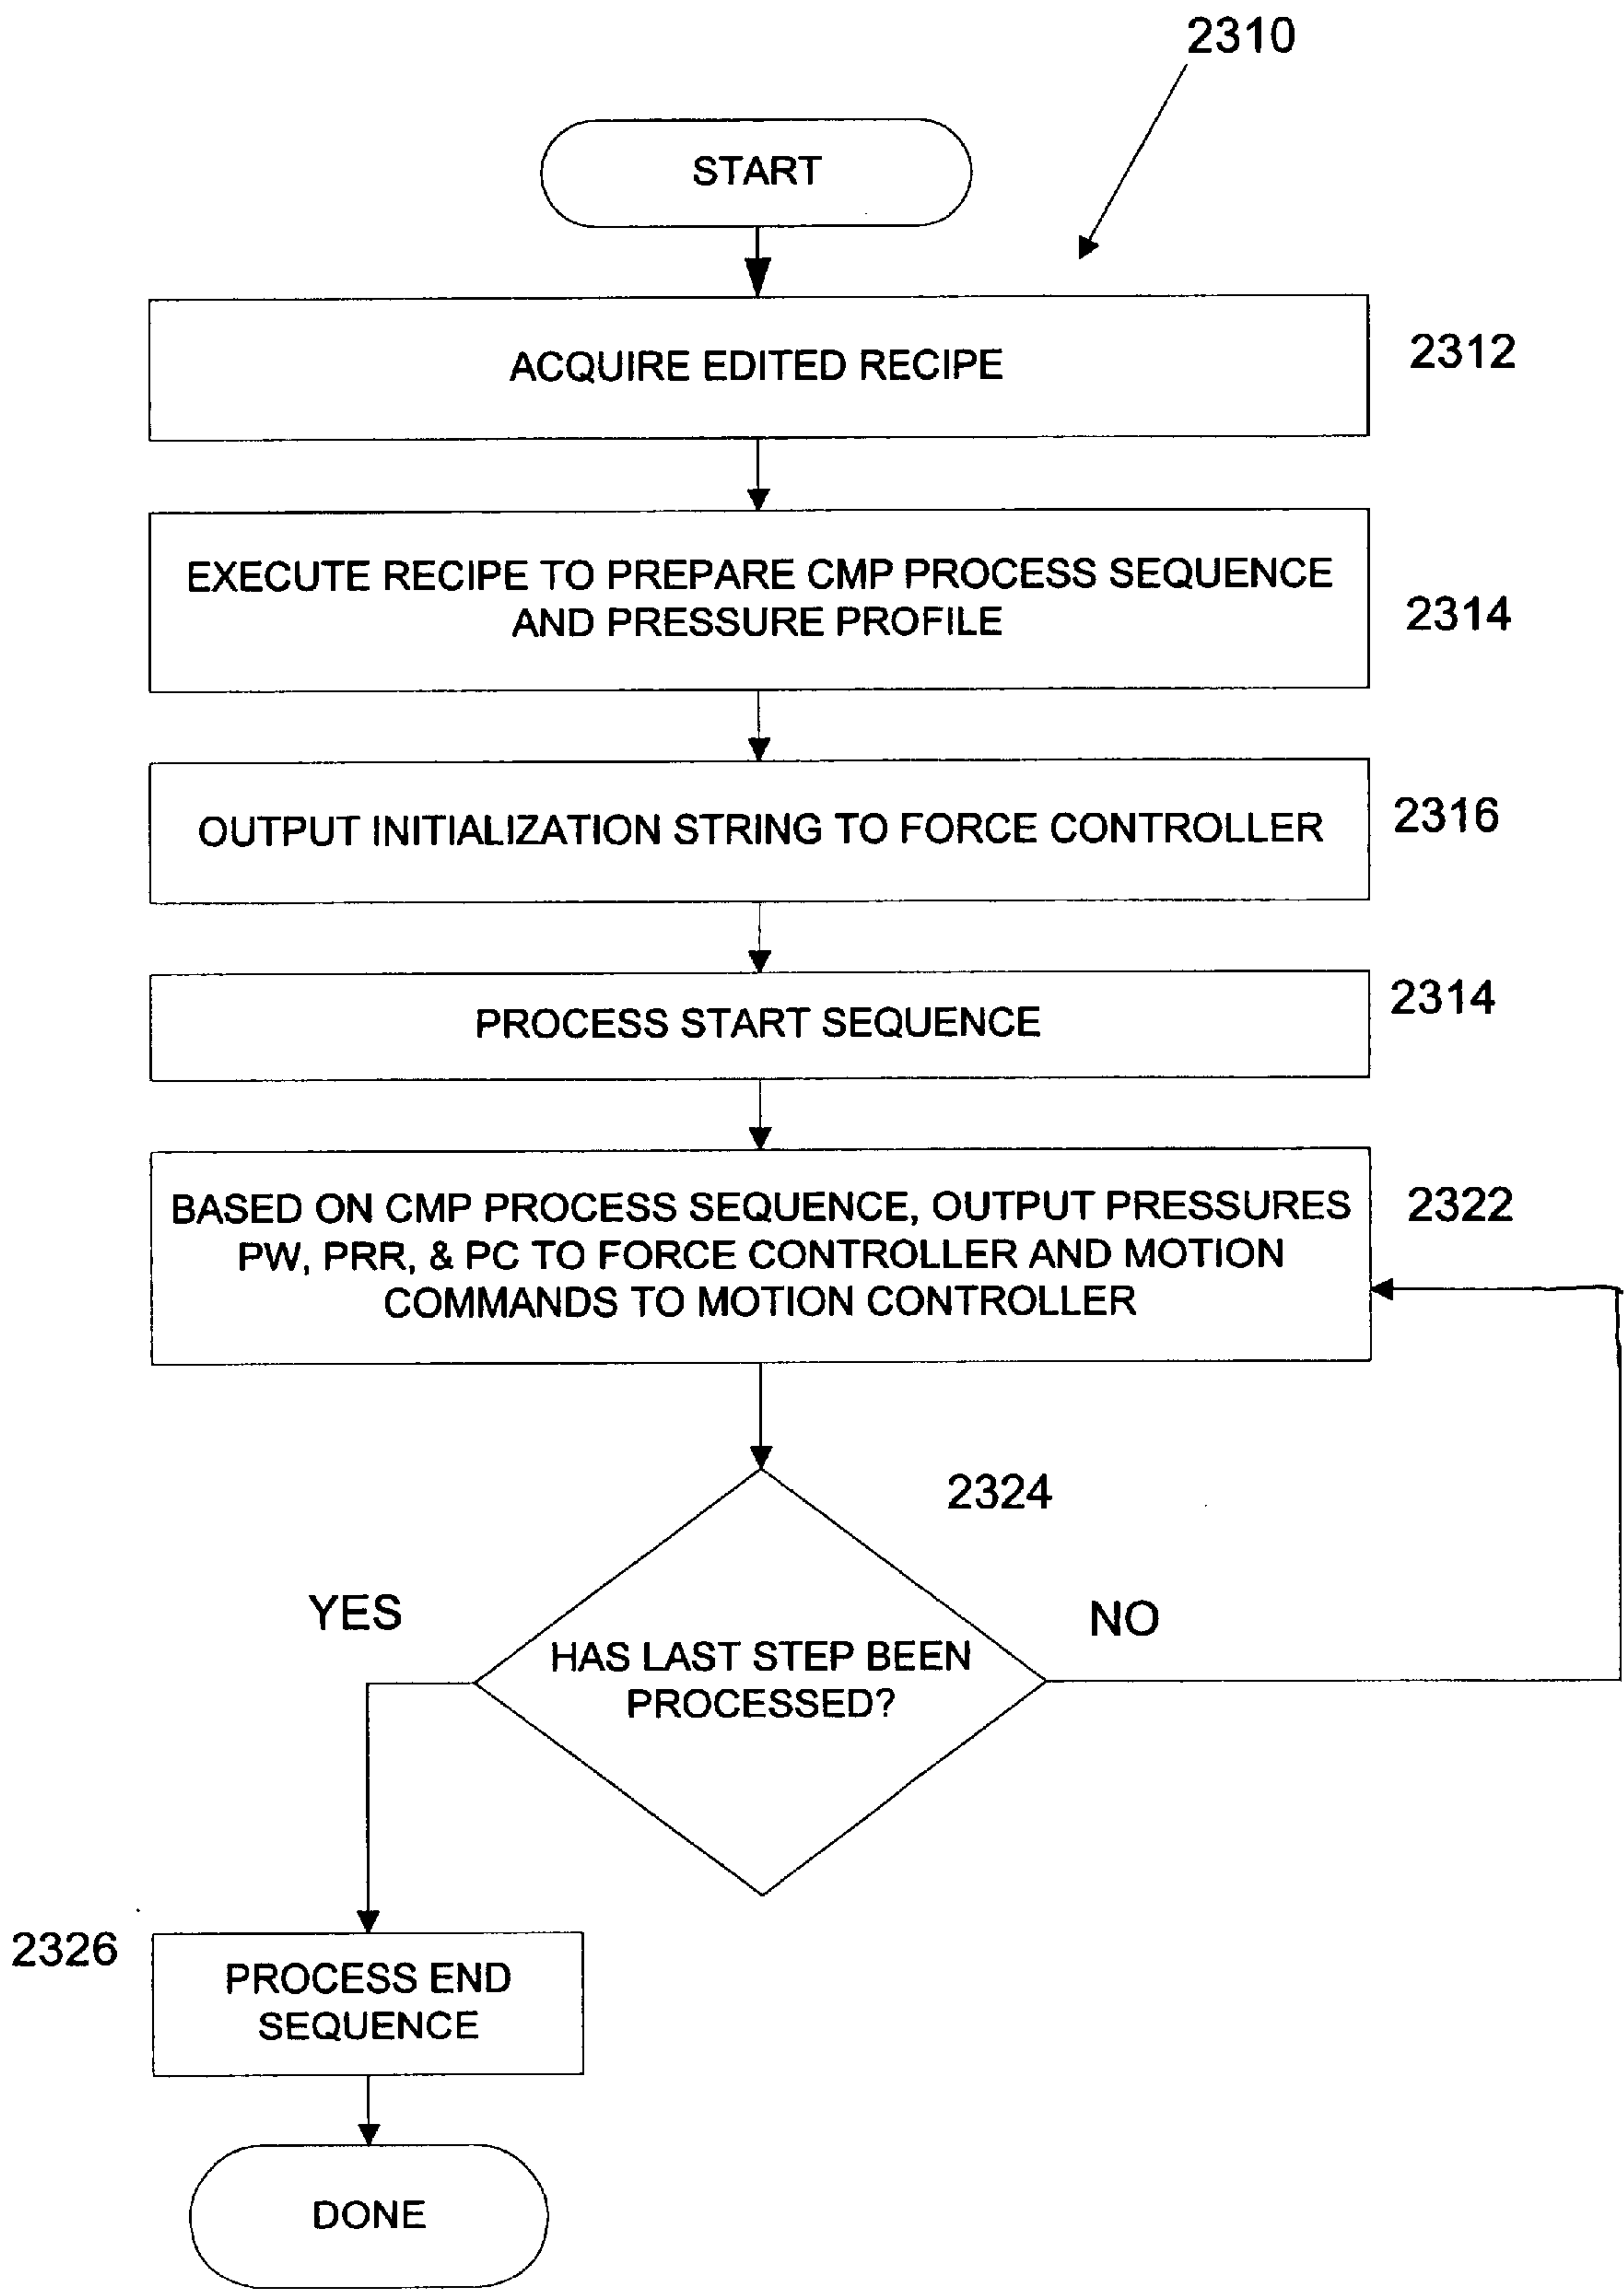 2310
START
ACQUIRE EDITED RECIPE
2312
EXECUTE RECIPE TO PREPARE CMP PROCESS SEQUENCE
AND PRESSURE PROFILE
2314
OUTPUT INITIALIZATION STRING TO FORCE CONTROLLER
2316
PROCESS START SEQUENCE
2314
BASED ON CMP PROCESS SEQUENCE, OUTPUT PRESSURES
PW, PRR, & PC TO FORCE CONTROLLER AND MOTION
COMMANDS TO MOTION CONTROLLER
2322
2324
YES
NO
HAS LAST STEP BEEN
PROCESSED?
2326
PROCESS END
SEQUENCE
DONE